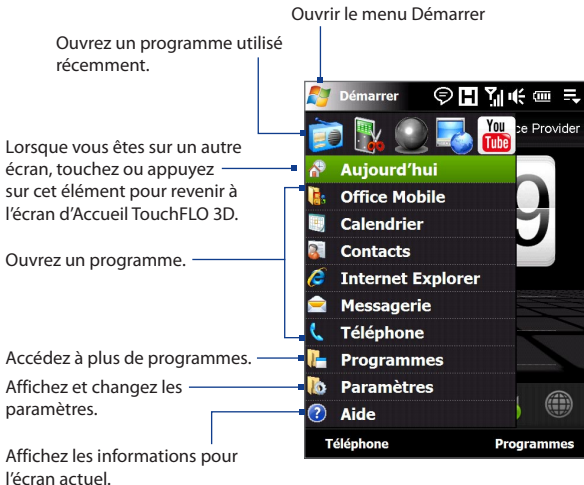 Ouvrir le menu Démarrer
Ouvrez un programme utilisé
récemment.
Lorsque vous êtes sur un autre
écran, touchez ou appuyez
sur cet élément pour revenir à
l'écran d'Accueil TouchFLO 3D.
Ouvrez un programme.
Accédez à plus de programmes.
Affichez et changez les
paramètres.
Affichez les informations pour
l'écran actuel.
Démarrer
You
Tube
ce Provider
Aujourd'hui
Office Mobile
Calendrier
Contacts
Internet Explorer
Messagerie
Téléphone
Programmes
Paramètres
Aide
9
Téléphone
Programmes